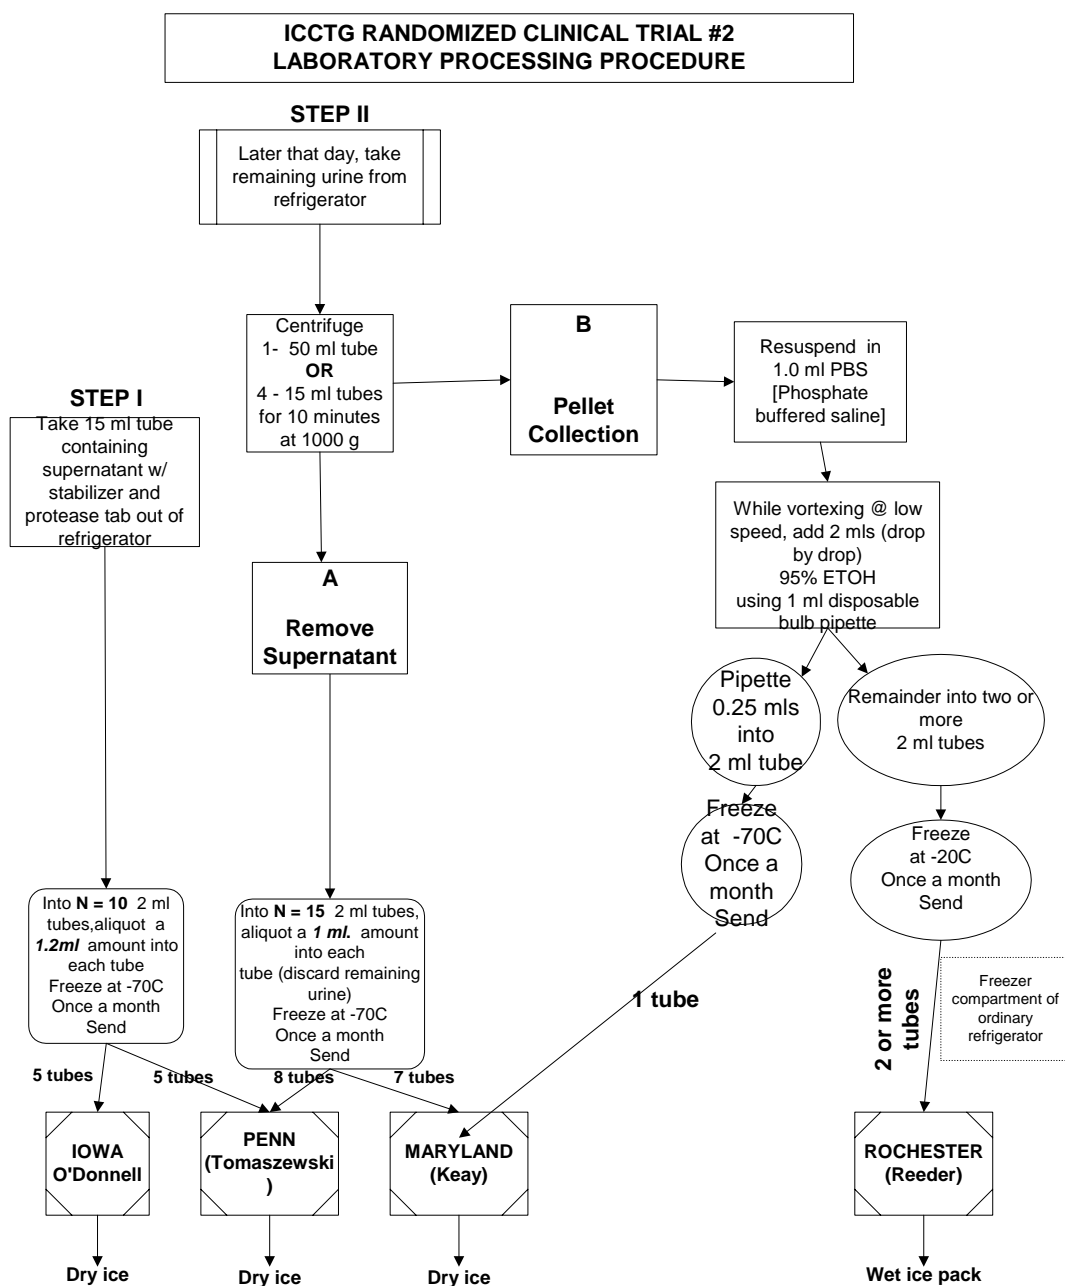 ICCTG RANDOMIZED CLINICAL TRIAL #2
LABORATORY PROCESSING PROCEDURE
STEP II
Later that day, take
remaining urine from
refrigerator
Centrifuge
1- 50 ml tube
OR
4 - 15 ml tubes
for 10 minutes
at 1000 g
B
Pellet
Collection
Resuspend in
1.0 ml PBS
[Phosphate
buffered saline]
STEP I
Take 15 ml tube
containing
supernatant w/
stabilizer and
protease tab out of
refrigerator
While vortexing @ low
speed, add 2 mls (drop
by drop)
95% ETOH
using 1 ml disposable
bulb pipette
A
Remove
Supernatant
Pipette
0.25 mls
into
2 ml tube
Remainder into two or
more
2 ml tubes
Freeze
at -70C
Once a
month
Send
Freeze
at -20C
Once a month
Send
Into N = 10 2 ml
tubes,aliquot a
1.2ml amount into
each tube
Freeze at -70C
Once a month
Send
Into N = 15 2 ml tubes,
aliquot a 1 ml. amount
into each
tube (discard remaining
urine)
Freeze at -70C
Once a month
Send
1 tube
2 or more
tubes
Freezer
compartment of
ordinary
refrigerator
5 tubes
5 tubes
8 tubes
7 tubes
IOWA
O'Donnell
PENN
(Tomaszewski
)
MARYLAND
(Keay)
ROCHESTER
(Reeder)
Dry ice
Dry ice
Dry ice
Wet ice pack